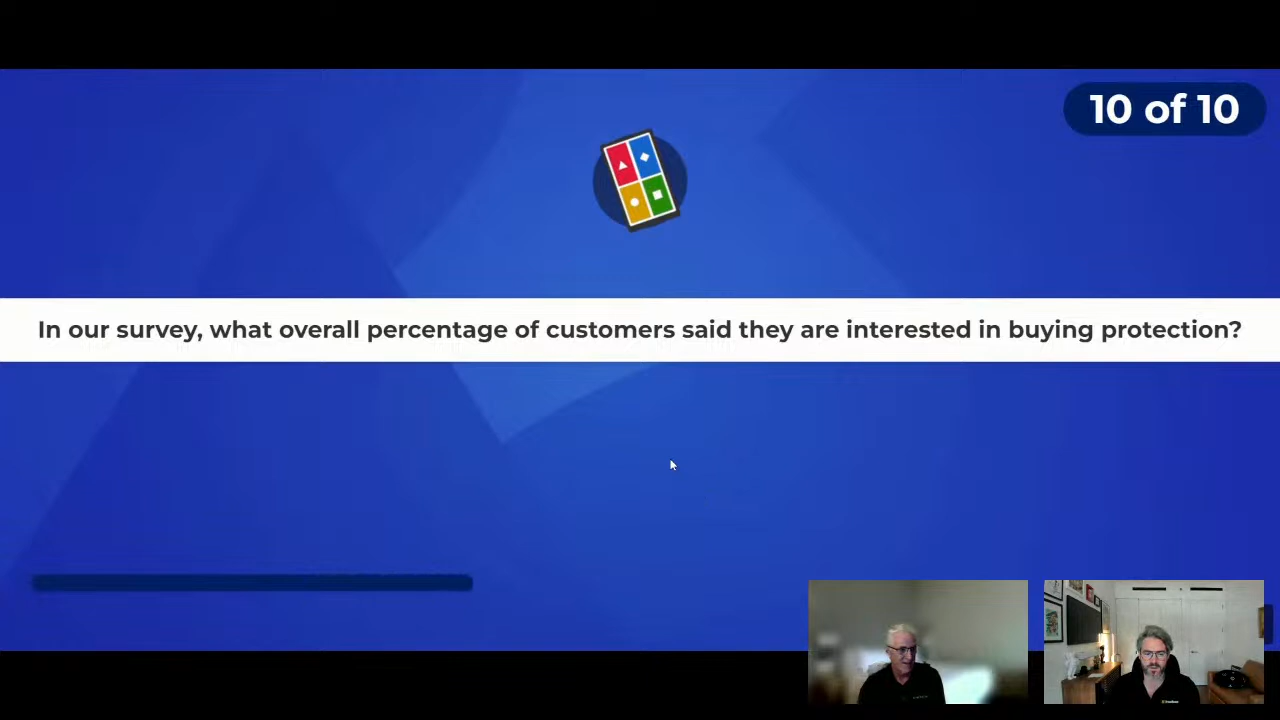 10 of 10
In our survey, what overall percentage of customers said they are interested in buying protection?